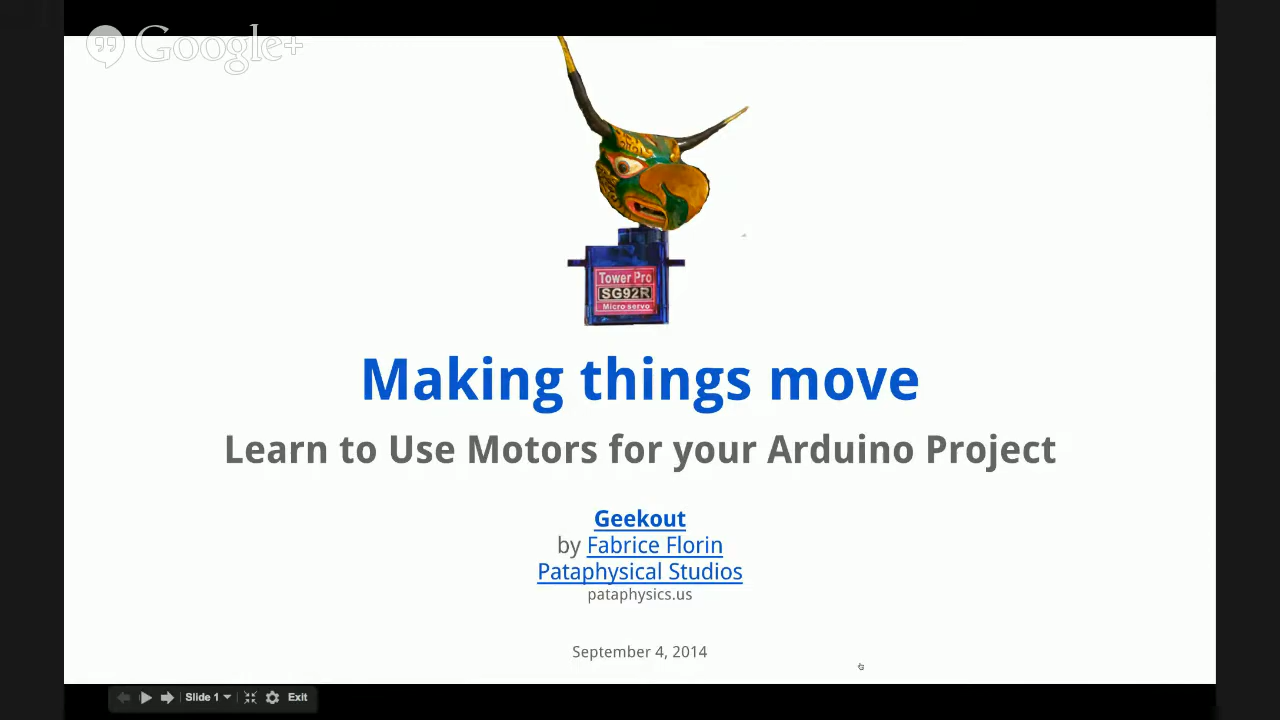 Google+
Tower Pro
SG92R
Micro servo
Making things move
Learn to Use Motors for your Arduino Project
Geekout
by Fabrice Florin
Pataphysical Studios
pataphysics.us
September 4, 2014
Slide 1
Exit